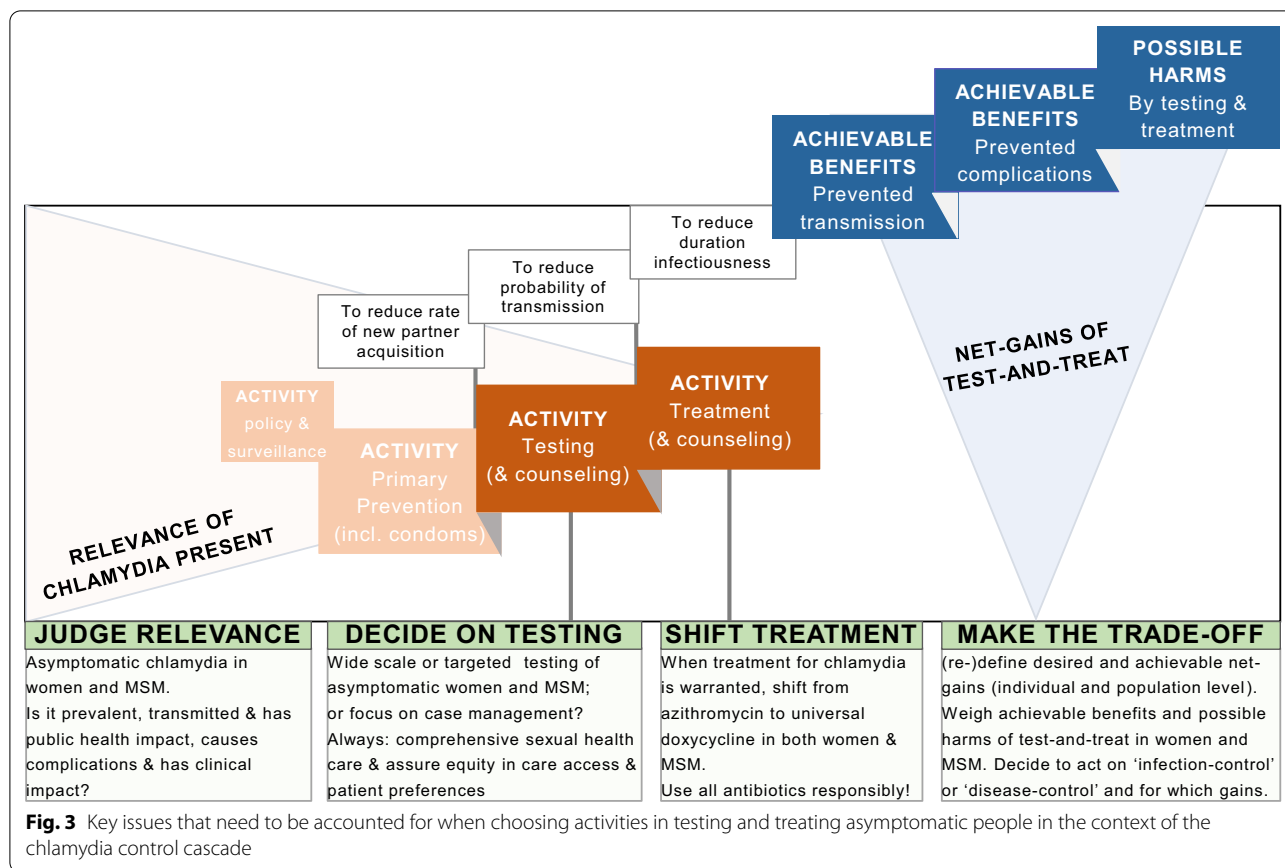 POSSIBLE
HARMS
By testing &
treatment
ACHIEVABLE
BENEFITS
Prevented
complications
ACHIEVABLE
BENEFITS
Prevented
transmission
To reduce
duration
infectiousness
To reduce
probability of
transmission
To reduce rate
of new partner
acquisition
NET-GAINS OF
TEST-AND-TREAT
ACTIVITY
Treatment
(& counseling)
ACTIVITY
Testing
(& counseling)
ACTIVITY
policy &
surveillance
ACTIVITY
Primary
Prevention
(incl. condoms)
RELEVANCE OF
CHLAMYDIA PRESENT
JUDGE RELEVANCE
Asymptomatic chlamydia in
women and MSM.
Is it prevalent, transmitted & has
public health impact, causes
complications & has clinical
impact?
DECIDE ON TESTING
Wide scale or targeted testing of
asymptomatic women and MSM;
or focus on case management?
Always: comprehensive sexual health
care & assure equity in care access &
patient preferences
SHIFT TREATMENT
When treatment for chlamydia
is warranted, shift from
azithromycin to universal
doxycycline in both women &
MSM.
Use all antibiotics responsibly!
MAKE THE TRADE-OFF
(re-)define desired and achievable net-
gains (individual and population level).
Weigh achievable benefits and possible
harms of test-and-treat in women and
MSM. Decide to act on ‘infection-control’
or ‘disease-control’ and for which gains.
Fig. 3 Key issues that need to be accounted for when choosing activities in testing and treating asymptomatic people in the context of the
chlamydia control cascade